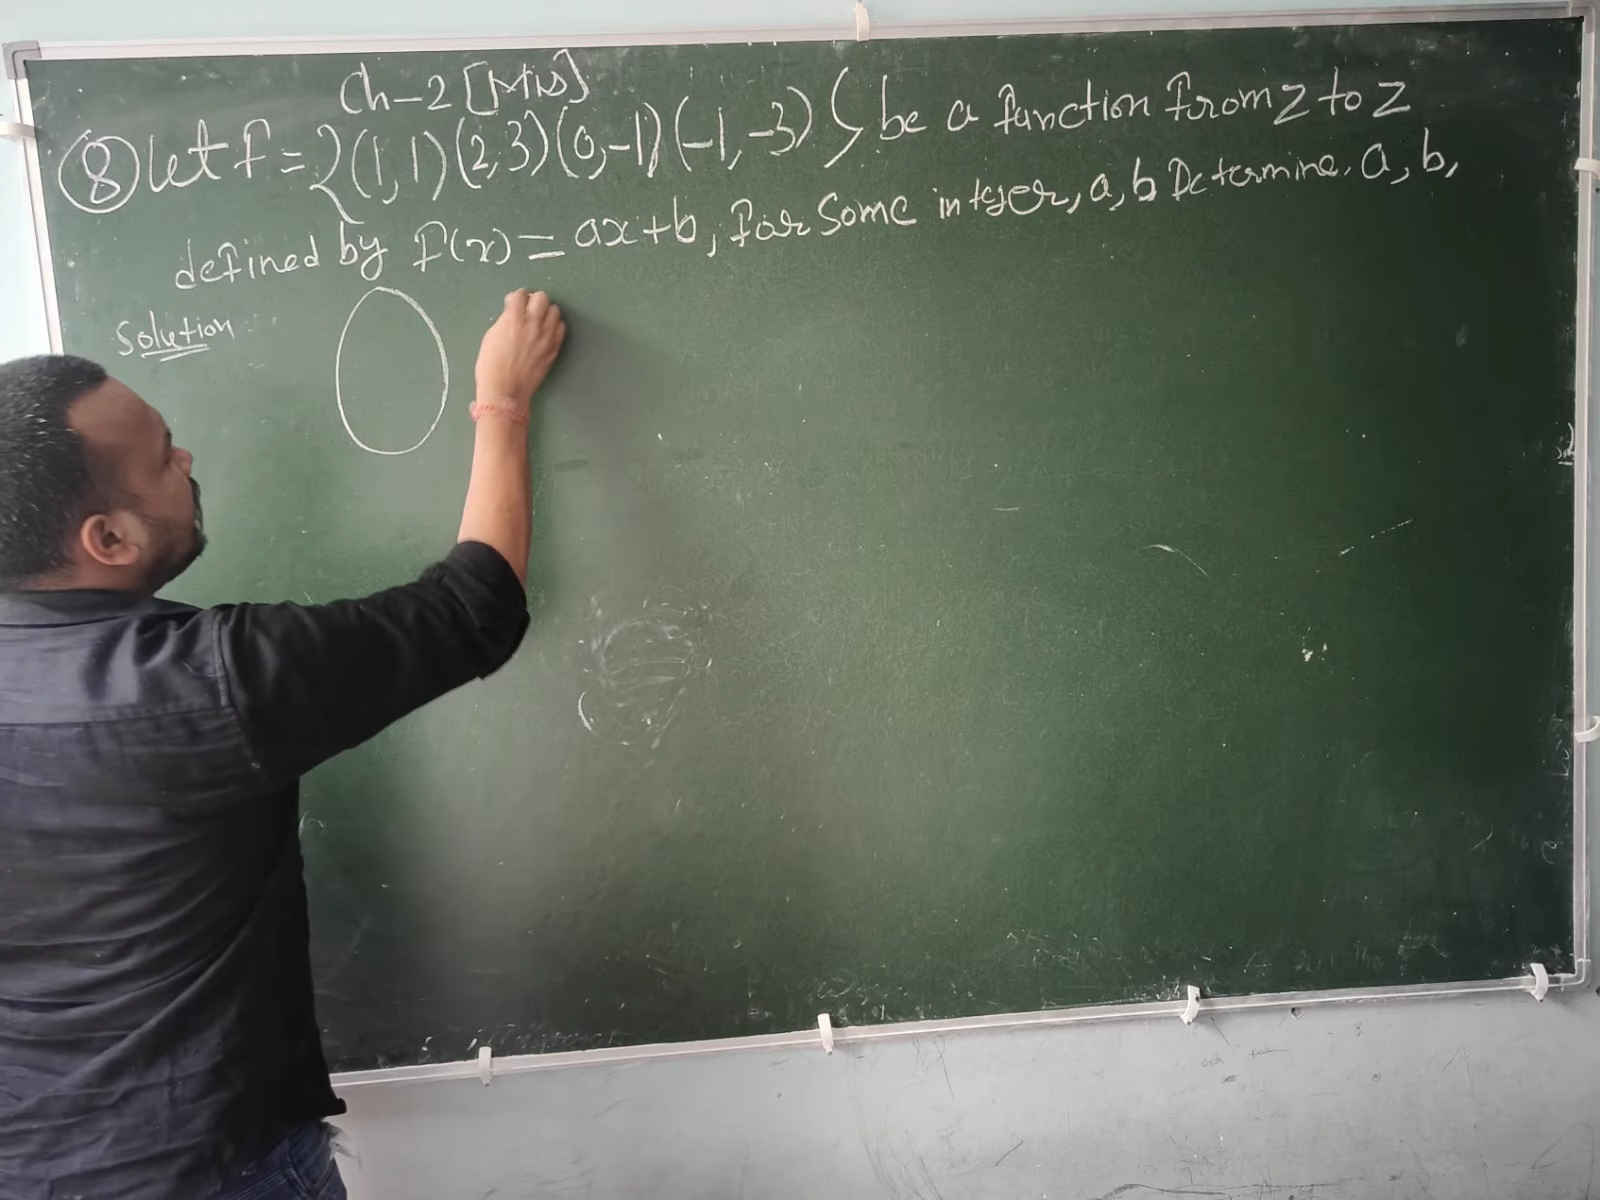 Ch-2 [Mis]
⑧ let f = {(1,1)(2,3)(0,-1)(-1,-3)} be a function from Z to Z
defined by f(x) = ax+b, for some integer, a, b Determine. a, b,
Solution